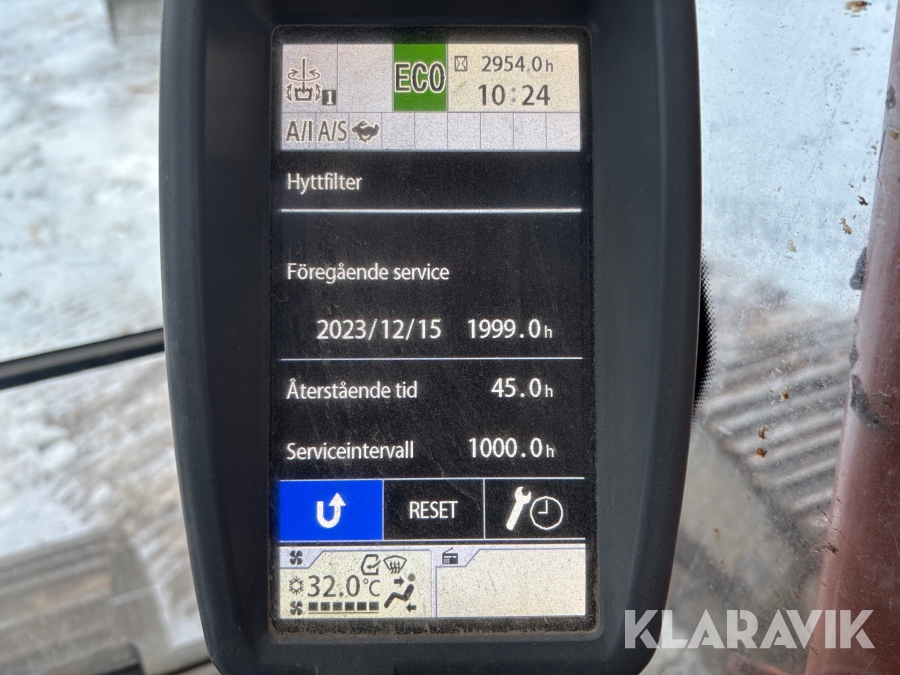 ECO
2954.0h
1
10:24
A/I A/S
Hyttfilter
Föregående service
2023/12/15 1999.0h
Återstående tid 45.0h
Serviceintervall 1000.0h
RESET
32.0°C
KLARAVIK